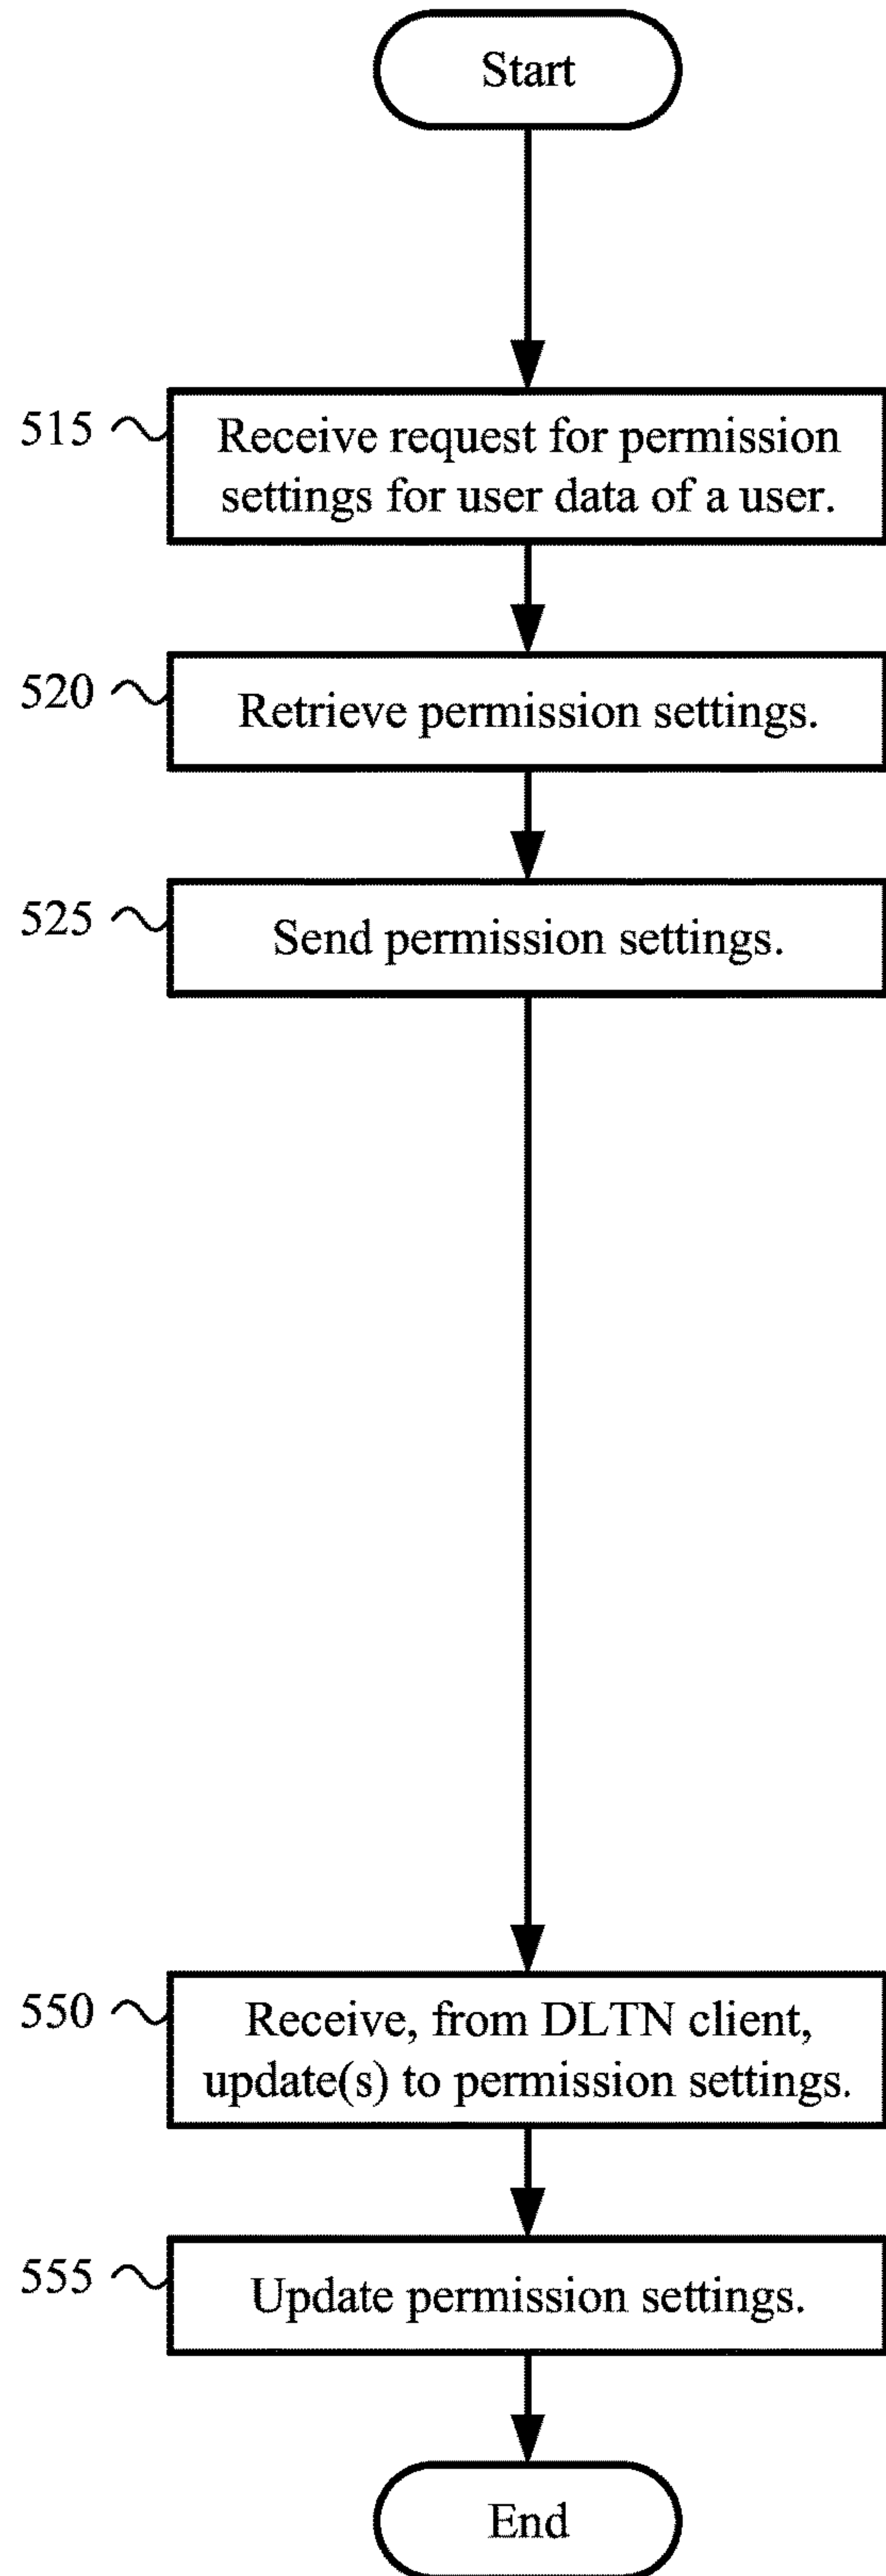 Start
515
Receive request for permission
settings for user data of a user.
520
Retrieve permission settings.
525
Send permission settings.
550
Receive, from DLTN client,
update(s) to permission settings.
555
Update permission settings.
End